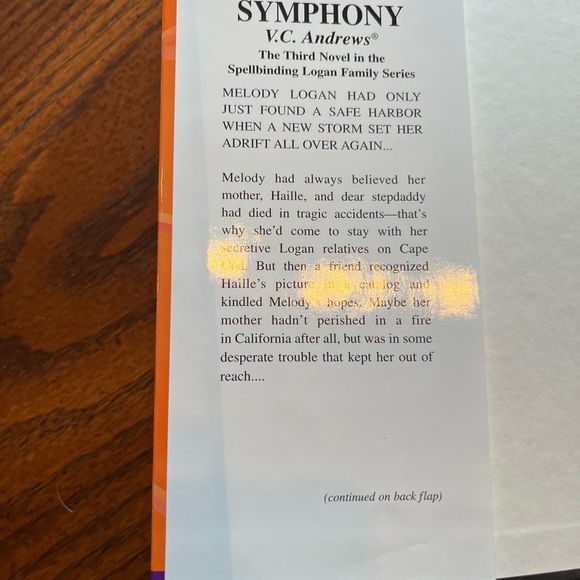 SYMPHONY
V.C. Andrews®
The Third Novel in the
Spellbinding Logan Family Series
MELODY LOGAN HAD ONLY
JUST FOUND A SAFE HARBOR
WHEN A NEW STORM SET HER
ADRIFT ALL OVER AGAIN...
Melody had always believed her
mother, Haille, and dear stepdaddy
had died in tragic accidents—that's
why she'd come to stay with her
secretive Logan relatives on Cape
Cod. But then a friend recognized
Haille's picture in a catalog and
kindled Melody's hopes. Maybe her
mother hadn't perished in a fire
in California after all, but was in some
desperate trouble that kept her out of
reach....
(continued on back flap)